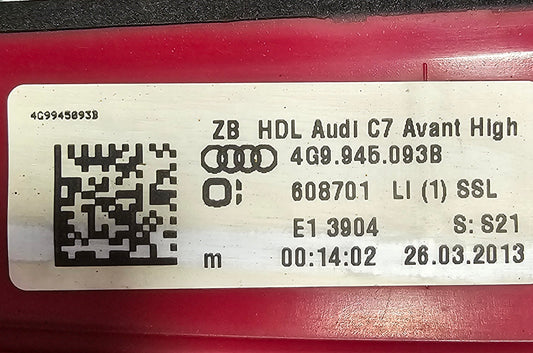 4G9945093B
ZB HDL Audi C7 Avant High
4G9.945.093B
608701 LI (1) SSL
E1 3904 S: S21
m 00:14:02 26.03.2013